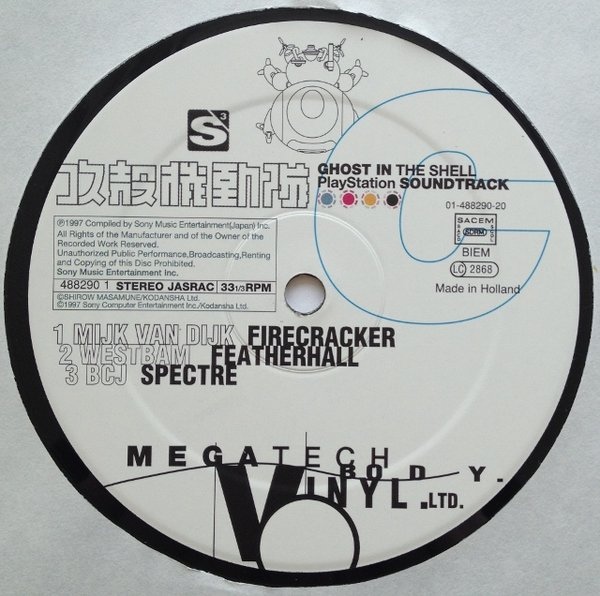 S3
攻殻機動隊
GHOST IN THE SHELL
PlayStation SOUNDTRACK
C
01-488290-20
SACEM
SACD SDRM SCAM
SGDL
BIEM
LC 2868
Made in Holland
℗1997 Compiled by Sony Music Entertainment(Japan) Inc.
All Rights of the Manufacturer and of the Owner of the
Recorded Work Reserved.
Unauthorized Public Performance,Broadcasting,Renting
and Copying of this Disc Prohibited.
Sony Music Entertainment Inc.
488290 1 STEREO JASRAC 33 1/3 RPM
©SHIROW MASAMUNE/KODANSHA Ltd.
©1997 Sony Computer Entertainment Inc./Kodansha Ltd.
1 MIJK VAN DIJK FIRECRACKER
2 WESTBAM FEATHERHALL
3 BCJ SPECTRE
MEGATECH
BODY.
VINYL.LTD.